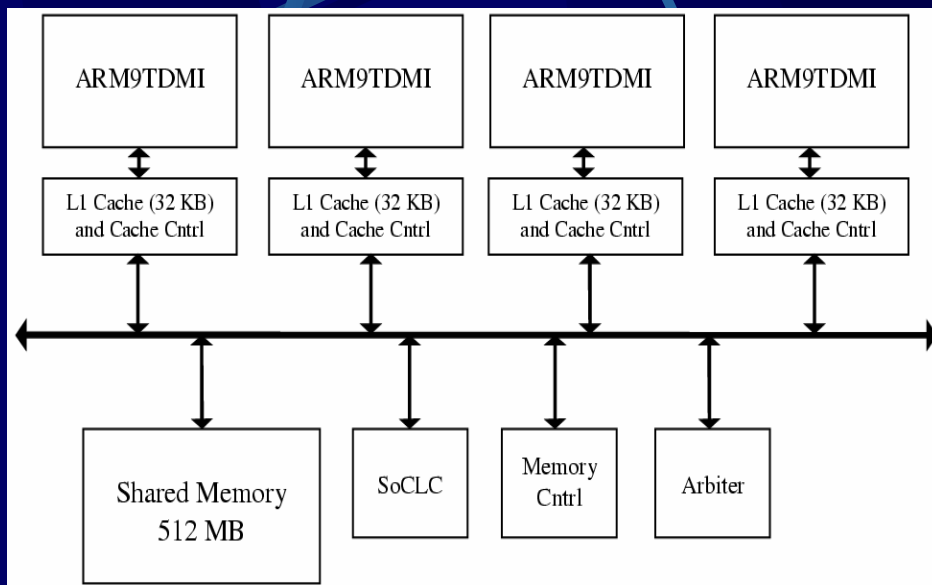 ARM9TDMI
ARM9TDMI
ARM9TDMI
ARM9TDMI
L1 Cache (32 KB)
and Cache Cntrl
L1 Cache (32 KB)
and Cache Cntrl
L1 Cache (32 KB)
and Cache Cntrl
L1 Cache (32 KB)
and Cache Cntrl
Shared Memory
512 MB
SoCLC
Memory
Cntrl
Arbiter